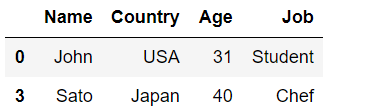 Name Country Age Job
0 John USA 31 Student
3 Sato Japan 40 Chef